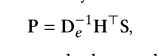 P = D_e^{-1}H^⊤S,